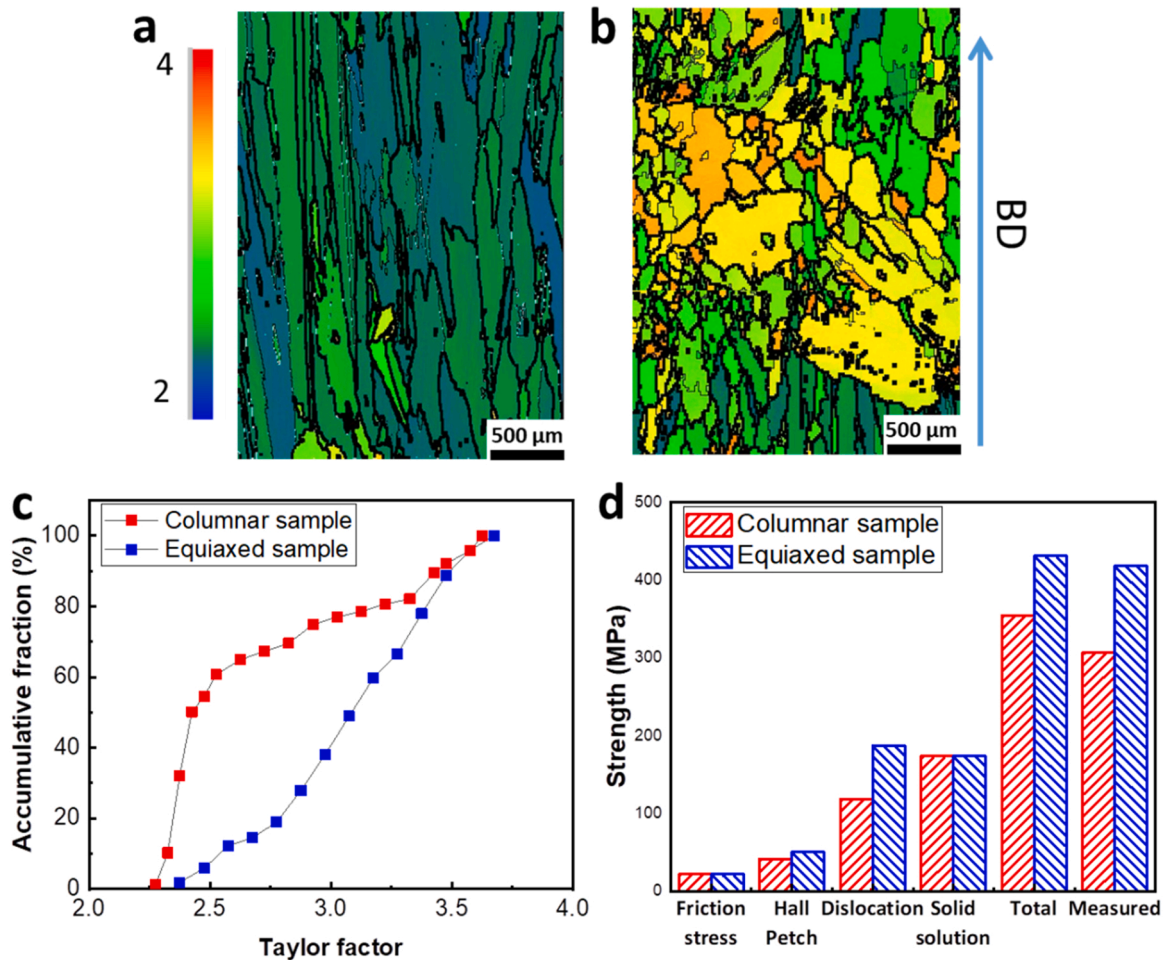 a
4
2
500 μm
b
BD
500 μm
c
Columnar sample
Equiaxed sample
Accumulative fraction (%)
100
80
60
40
20
0
2.0 2.5 3.0 3.5 4.0
Taylor factor
d
Columnar sample
Equiaxed sample
Strength (MPa)
500
400
300
200
100
0
Friction Hall Dislocation Solid Total Measured
stress Petch solution